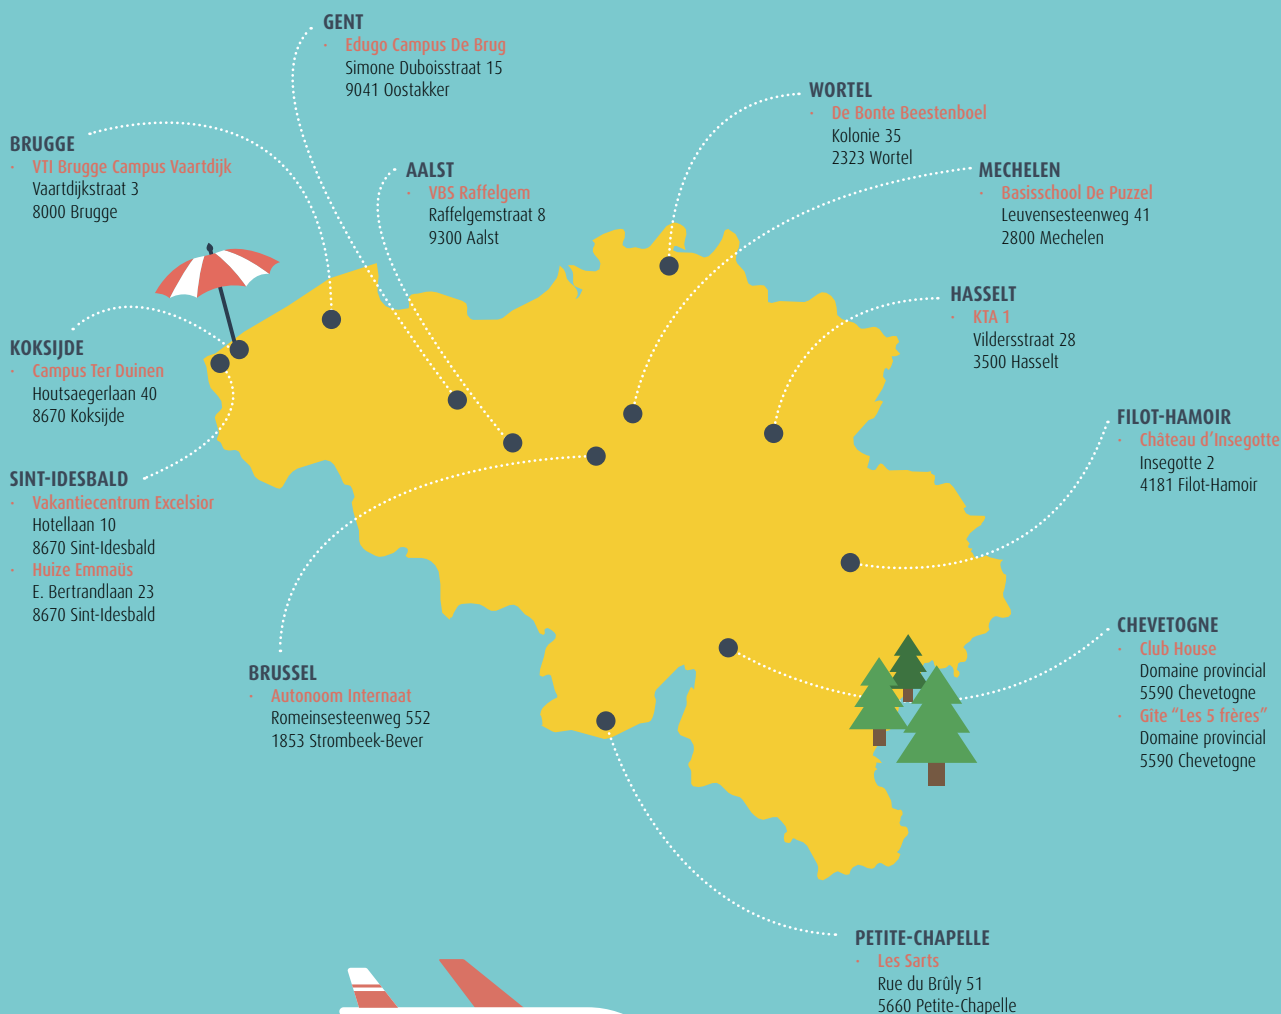 GENT
· Edugo Campus De Brug
Simone Duboisstraat 15
9041 Oostakker
WORTEL
· De Bonte Beestenboel
Kolonie 35
2323 Wortel
BRUGGE
· VTI Brugge Campus Vaartdijk
Vaartdijkstraat 3
8000 Brugge
AALST
· VBS Raffelgem
Raffelgemstraat 8
9300 Aalst
MECHELEN
· Basisschool De Puzzel
Leuvensesteenweg 41
2800 Mechelen
HASSELT
· KTA 1
Vildersstraat 28
3500 Hasselt
KOKSIJDE
· Campus Ter Duinen
Houtsaegerlaan 40
8670 Koksijde
FILOT-HAMOIR
· Château d’Insegotte
Insegotte 2
4181 Filot-Hamoir
SINT-IDESBALD
· Vakantiecentrum Excelsior
Hotellaan 10
8670 Sint-Idesbald
· Huize Emmaüs
E. Bertrandlaan 23
8670 Sint-Idesbald
CHEVETOGNE
· Club House
Domaine provincial
5590 Chevetogne
· Gîte “Les 5 frères”
Domaine provincial
5590 Chevetogne
BRUSSEL
· Autonoom Internaat
Romeinsesteenweg 552
1853 Strombeek-Bever
PETITE-CHAPELLE
· Les Sarts
Rue du Brûly 51
5660 Petite-Chapelle